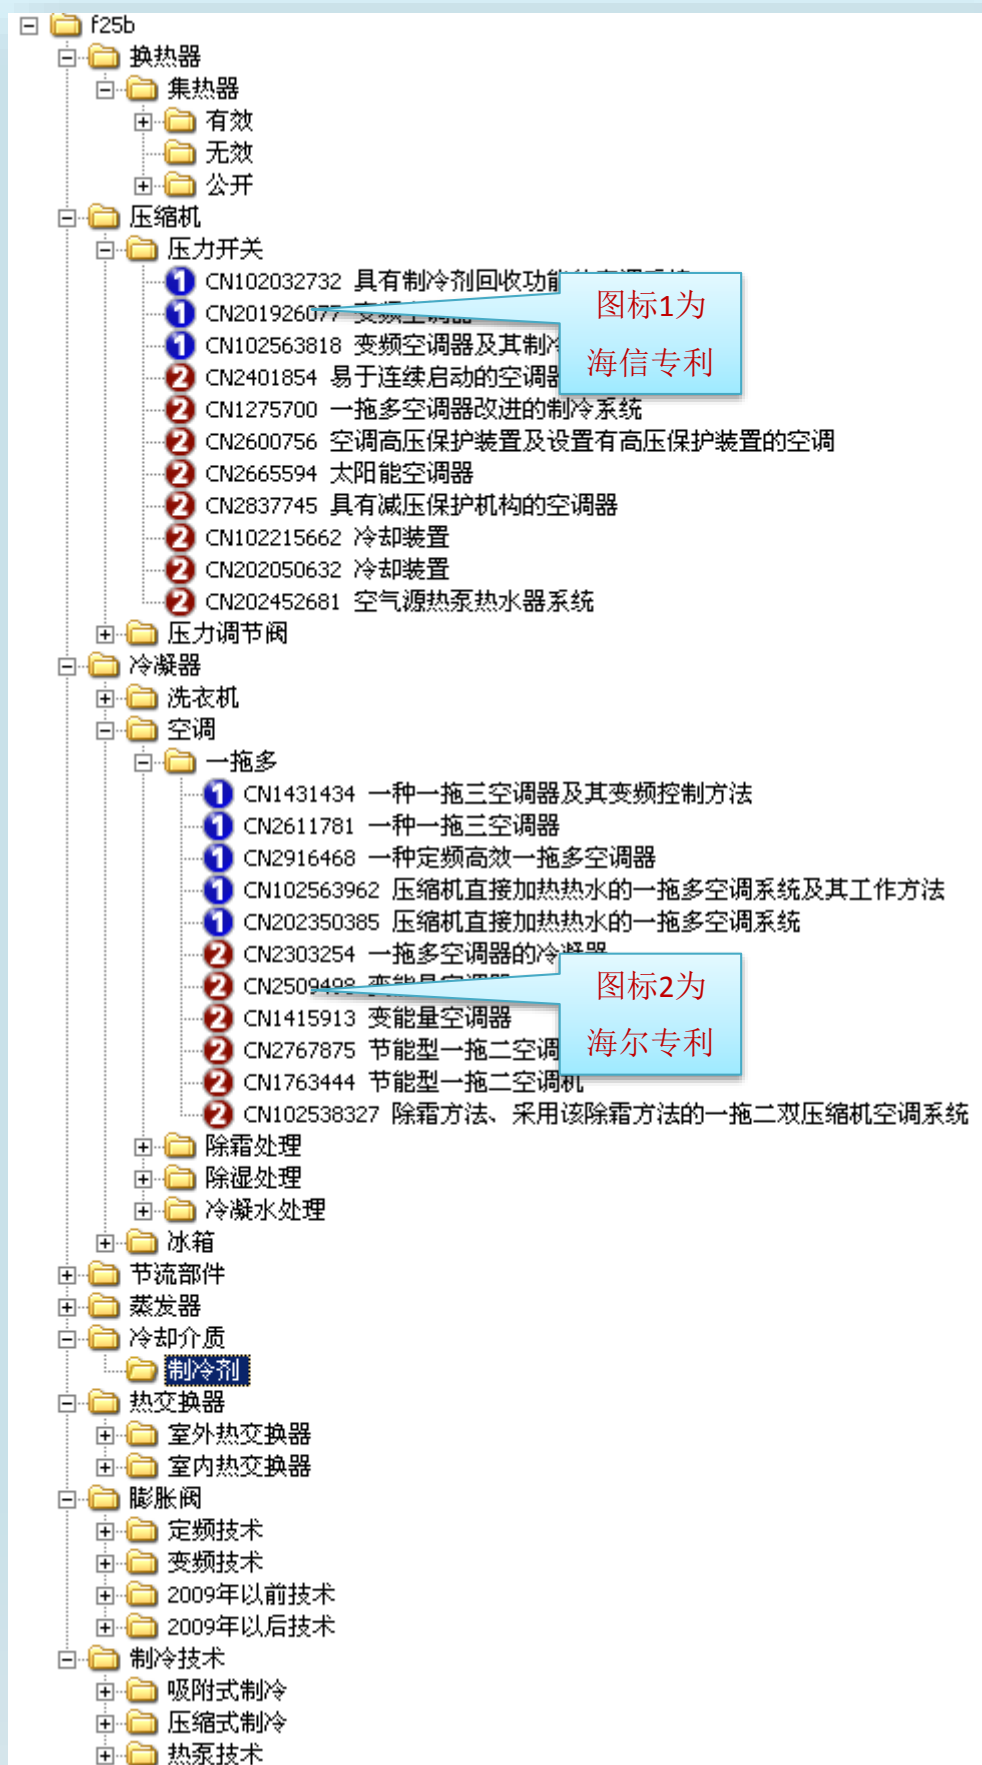 f25b
换热器
集热器
有效
无效
公开
压缩机
压力开关
CN102032732 具有制冷剂回收功能
CN201926077 变频空调器
CN102563818 变频空调器及其制冷
图标1为
海信专利
CN2401854 易于连续启动的空调器
CN1275700 一拖多空调器改进的制冷系统
CN2600756 空调高压保护装置及设置有高压保护装置的空调
CN2665594 太阳能空调器
CN2837745 具有减压保护机构的空调器
CN102215662 冷却装置
CN202050632 冷却装置
CN202452681 空气源热泵热水器系统
压力调节阀
冷凝器
洗衣机
空调
一拖多
CN1431434 一种一拖三空调器及其变频控制方法
CN2611781 一种一拖三空调器
CN2916468 一种定频高效一拖多空调器
CN102563962 压缩机直接加热热水的一拖多空调系统及其工作方法
CN202350385 压缩机直接加热热水的一拖多空调系统
CN2303254 一拖多空调器的冷凝器
CN2509498 变能量空调器
图标2为
海尔专利
CN1415913 变能量空调器
CN2767875 节能型一拖二空调
CN1763444 节能型一拖二空调机
CN102538327 除霜方法、采用该除霜方法的一拖二双压缩机空调系统
除霜处理
除湿处理
冷凝水处理
冰箱
节流部件
蒸发器
冷却介质
制冷剂
热交换器
室外热交换器
室内热交换器
膨胀阀
定频技术
变频技术
2009年以前技术
2009年以后技术
制冷技术
吸附式制冷
压缩式制冷
热泵技术